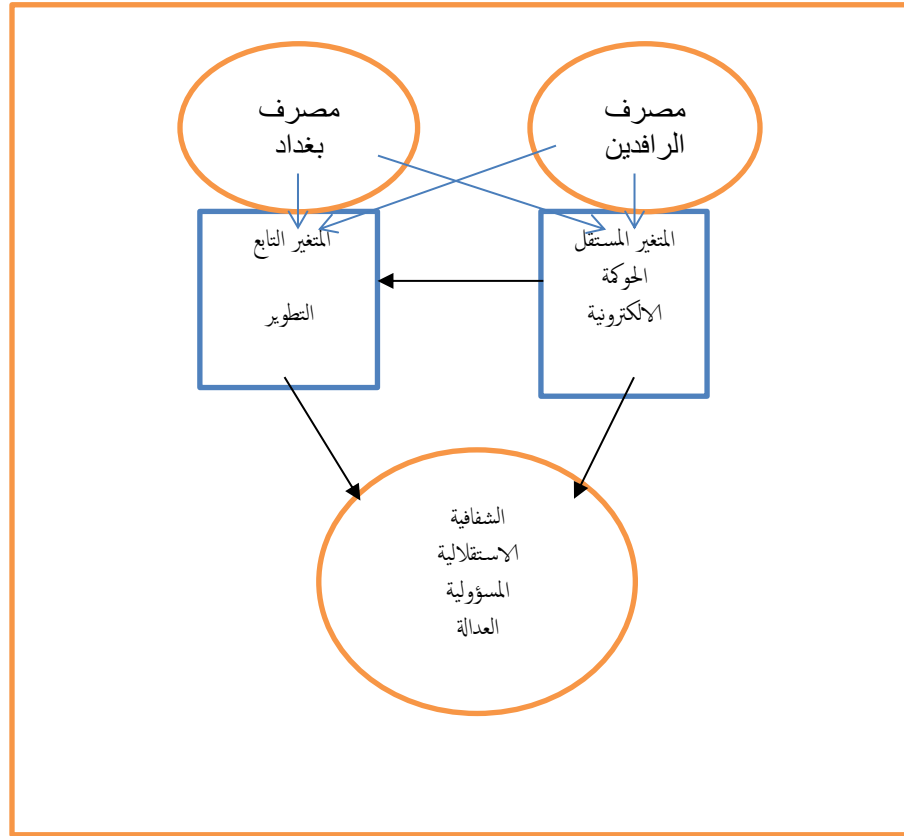 مصرف
الرافدين
مصرف
بغداد
المتغير المستقل
الحوكمة
الالكترونية
المتغير التابع
التطوير
الشفافية
الاستقلالية
المسؤولية
العدالة